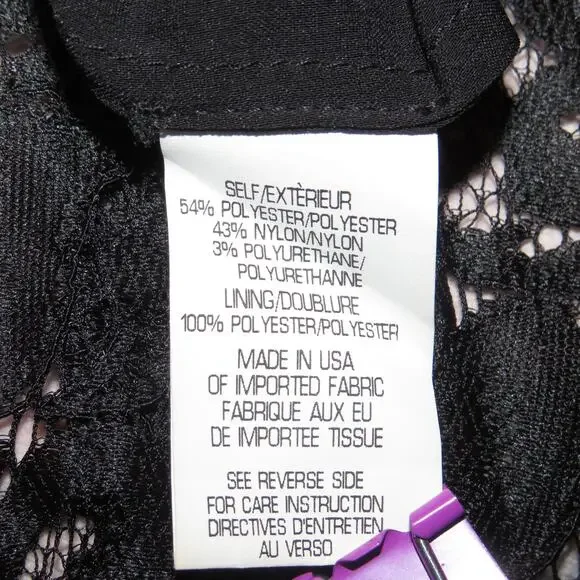 SELF/EXTÈRIEUR
54% POLYESTER/POLYESTER
43% NYLON/NYLON
3% POLYURETHANE/
POLYURETHANNE
LINING/DOUBLURE
100% POLYESTER/POLYESTER
MADE IN USA
OF IMPORTED FABRIC
FABRIQUE AUX EU
DE IMPORTEE TISSUE
SEE REVERSE SIDE
FOR CARE INSTRUCTION
DIRECTIVES D'ENTRETIEN
AU VERSO